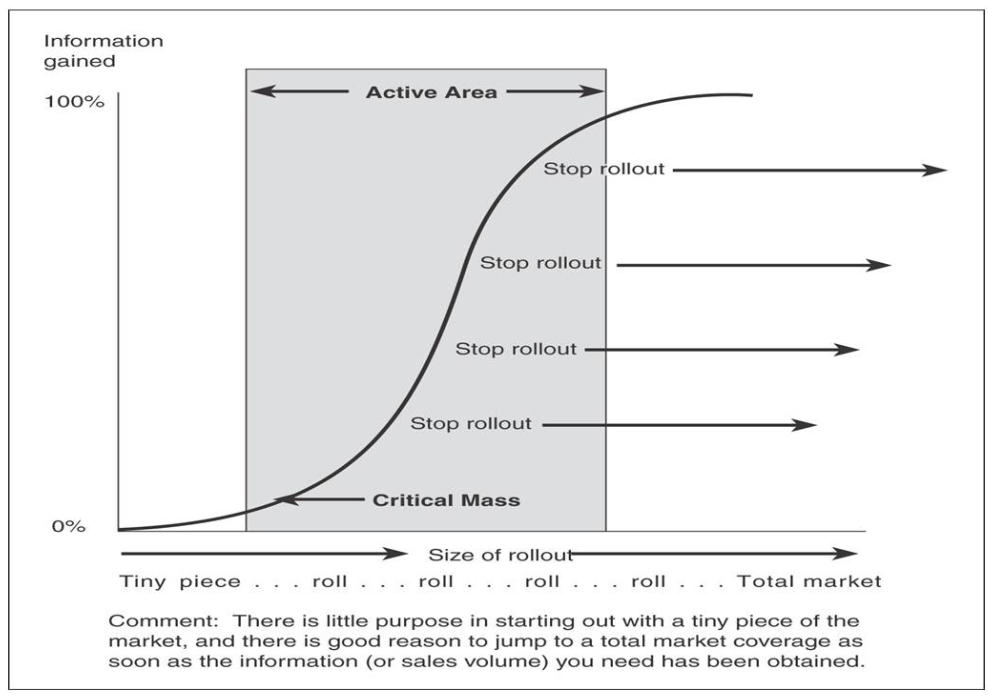 Information
gained
100%
Active Area
Stop rollout
Stop rollout
Stop rollout
Stop rollout
Critical Mass
0%
Size of rollout
Tiny piece . . . roll . . . roll . . . roll . . . roll . . . Total market
Comment: There is little purpose in starting out with a tiny piece of the
market, and there is good reason to jump to a total market coverage as
soon as the information (or sales volume) you need has been obtained.